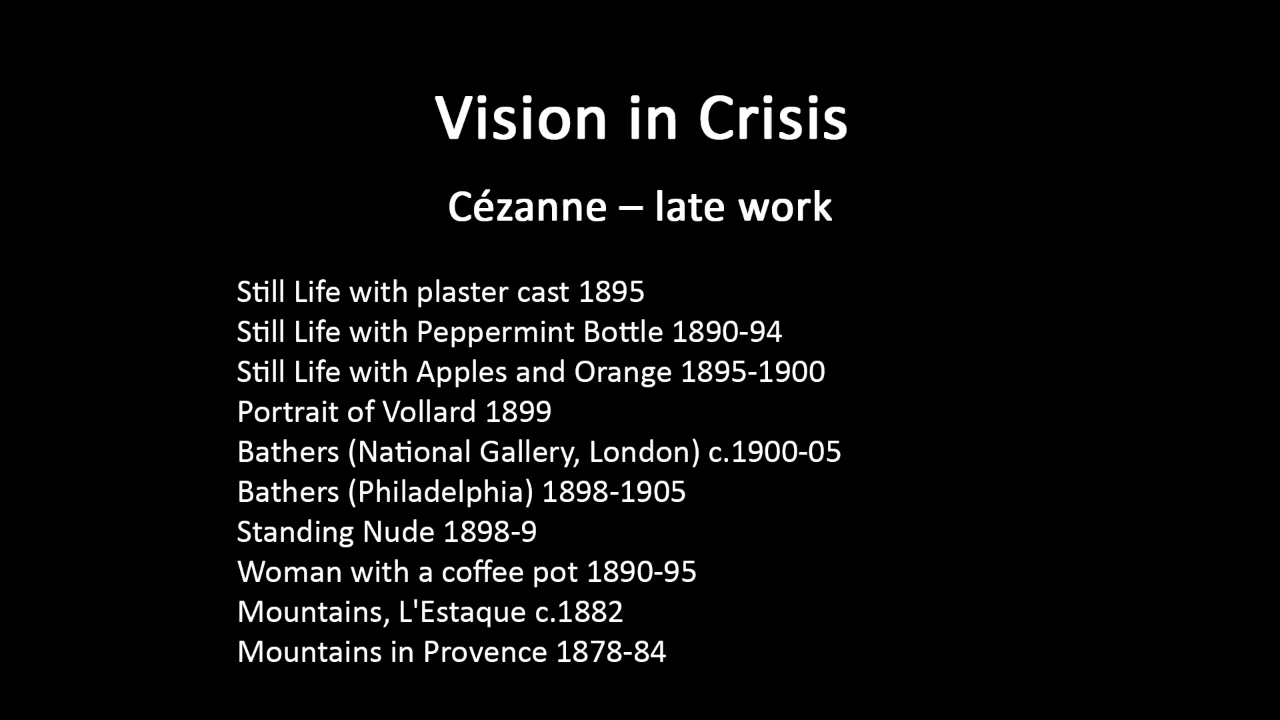 Vision in Crisis
Cézanne – late work
Still Life with plaster cast 1895
Still Life with Peppermint Bottle 1890-94
Still Life with Apples and Orange 1895-1900
Portrait of Vollard 1899
Bathers (National Gallery, London) c.1900-05
Bathers (Philadelphia) 1898-1905
Standing Nude 1898-9
Woman with a coffee pot 1890-95
Mountains, L'Estaque c.1882
Mountains in Provence 1878-84